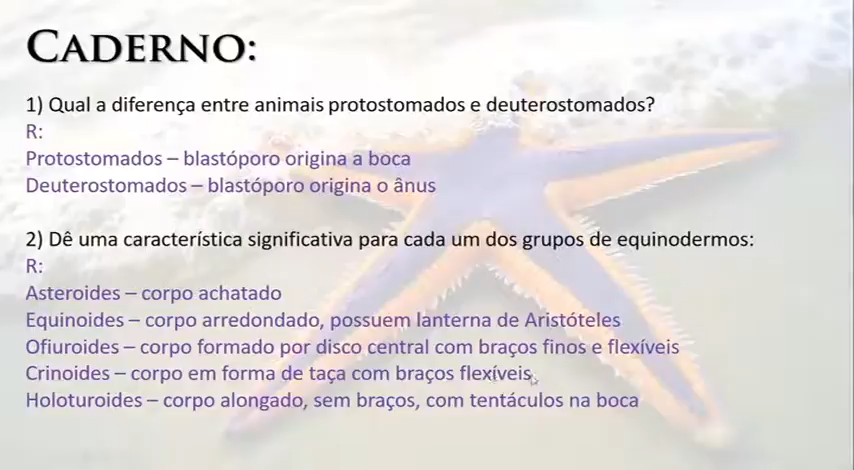 CADERNO:
1) Qual a diferença entre animais protostomados e deuterostomados?
R:
Protostomados – blastóporo origina a boca
Deuterostomados – blastóporo origina o ânus
2) Dê uma característica significativa para cada um dos grupos de equinodermos:
R:
Asteroides – corpo achatado
Equinoides – corpo arredondado, possuem lanterna de Aristóteles
Ofiuroides – corpo formado por disco central com braços finos e flexíveis
Crinoides – corpo em forma de taça com braços flexíveis
Holoturoides – corpo alongado, sem braços, com tentáculos na boca